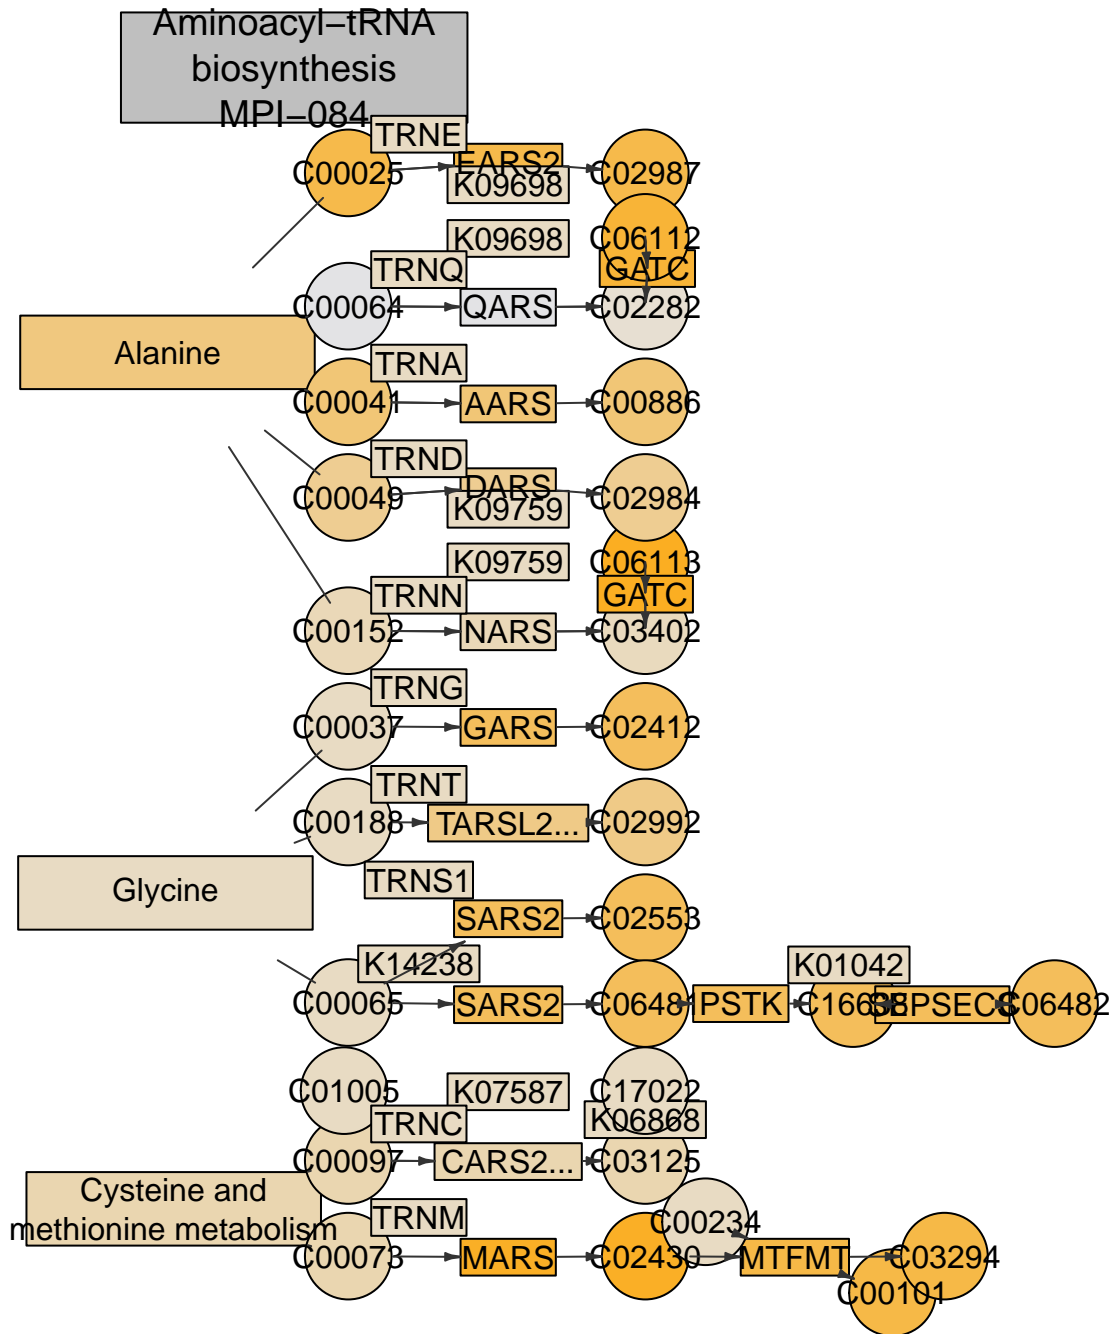 Aminoacyl−tRNA
biosynthesis
MPI−084
TRNE
C00025
EARS2
C02987
K09698
K09698
C06112
TRNQ
GATC
C00064
QARS
C02282
Alanine
TRNA
C00041
AARS
C00886
TRND
C00049
DARS
C02984
K09759
K09759
C06113
TRNN
GATC
C00152
NARS
C03402
TRNG
C00037
GARS
C02412
TRNT
C00188
TARSL2...
C02992
Glycine
TRNS1
SARS2
C02553
K14238
K01042
C00065
SARS2
C06481
PSTK
SEPSECS
C06482
C01005
K07587
C17022
TRNC
K06868
C00097
CARS2...
C03125
Cysteine and
methionine metabolism
TRNM
C00234
C00073
MARS
C02430
MTFMT
C03294
C00101